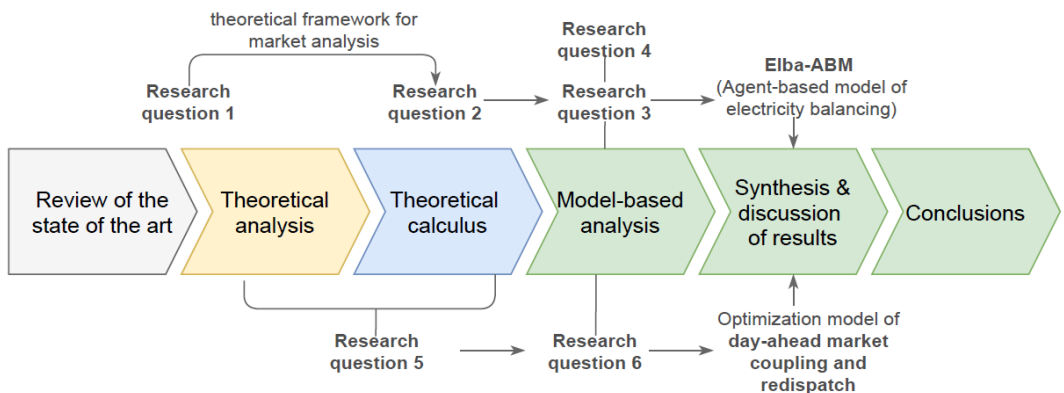 theoretical framework for
market analysis
Research
question 1
Research
question 2
Research
question 4
Research
question 3
Elba-ABM
(Agent-based model of
electricity balancing)
Review of the
state of the art
Theoretical
analysis
Theoretical
calculus
Model-based
analysis
Synthesis &
discussion
of results
Conclusions
Research
question 5
Research
question 6
Optimization model of
day-ahead market
coupling and
redispatch